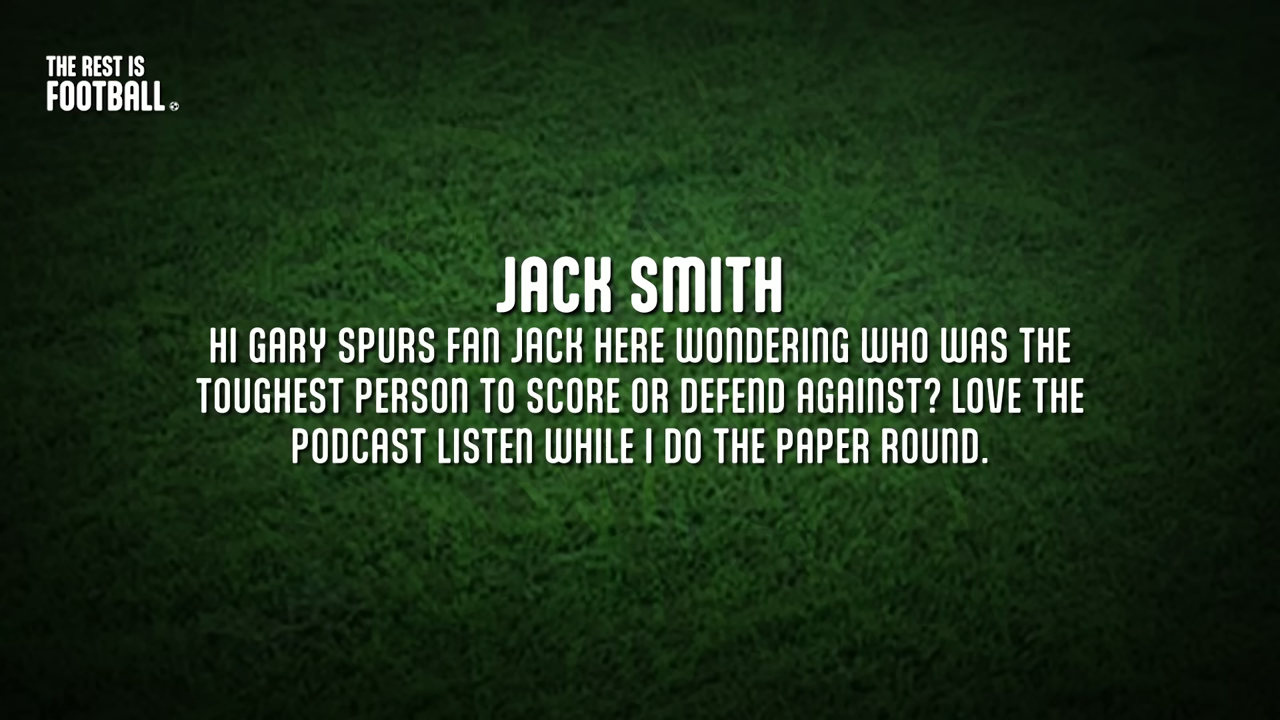 THE REST IS
FOOTBALL
JACK SMITH
HI GARY SPURS FAN JACK HERE WONDERING WHO WAS THE
TOUGHEST PERSON TO SCORE OR DEFEND AGAINST? LOVE THE
PODCAST LISTEN WHILE I DO THE PAPER ROUND.